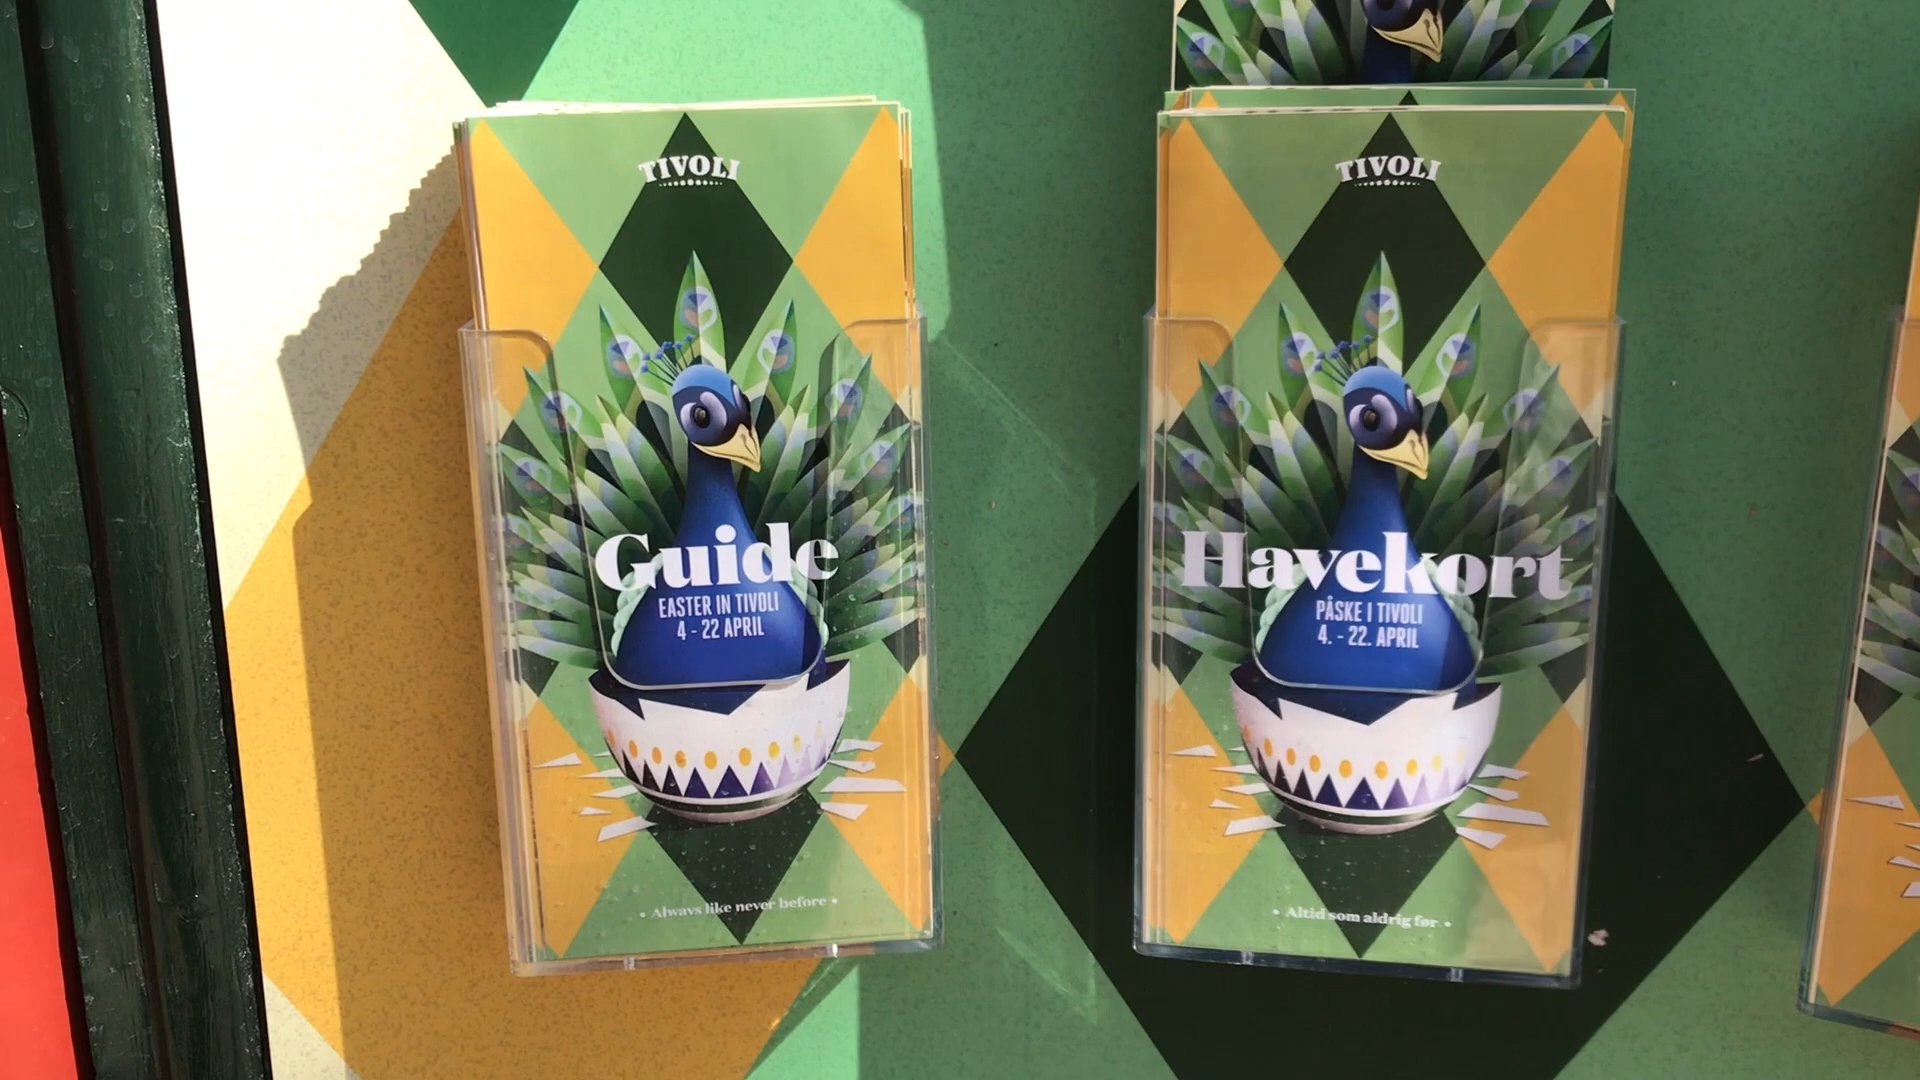 TIVOLI
Guide
EASTER IN TIVOLI
4 - 22 APRIL
• Always like never before •
TIVOLI
Havekort
PÅSKE I TIVOLI
4. - 22. APRIL
• Altid som aldrig før •